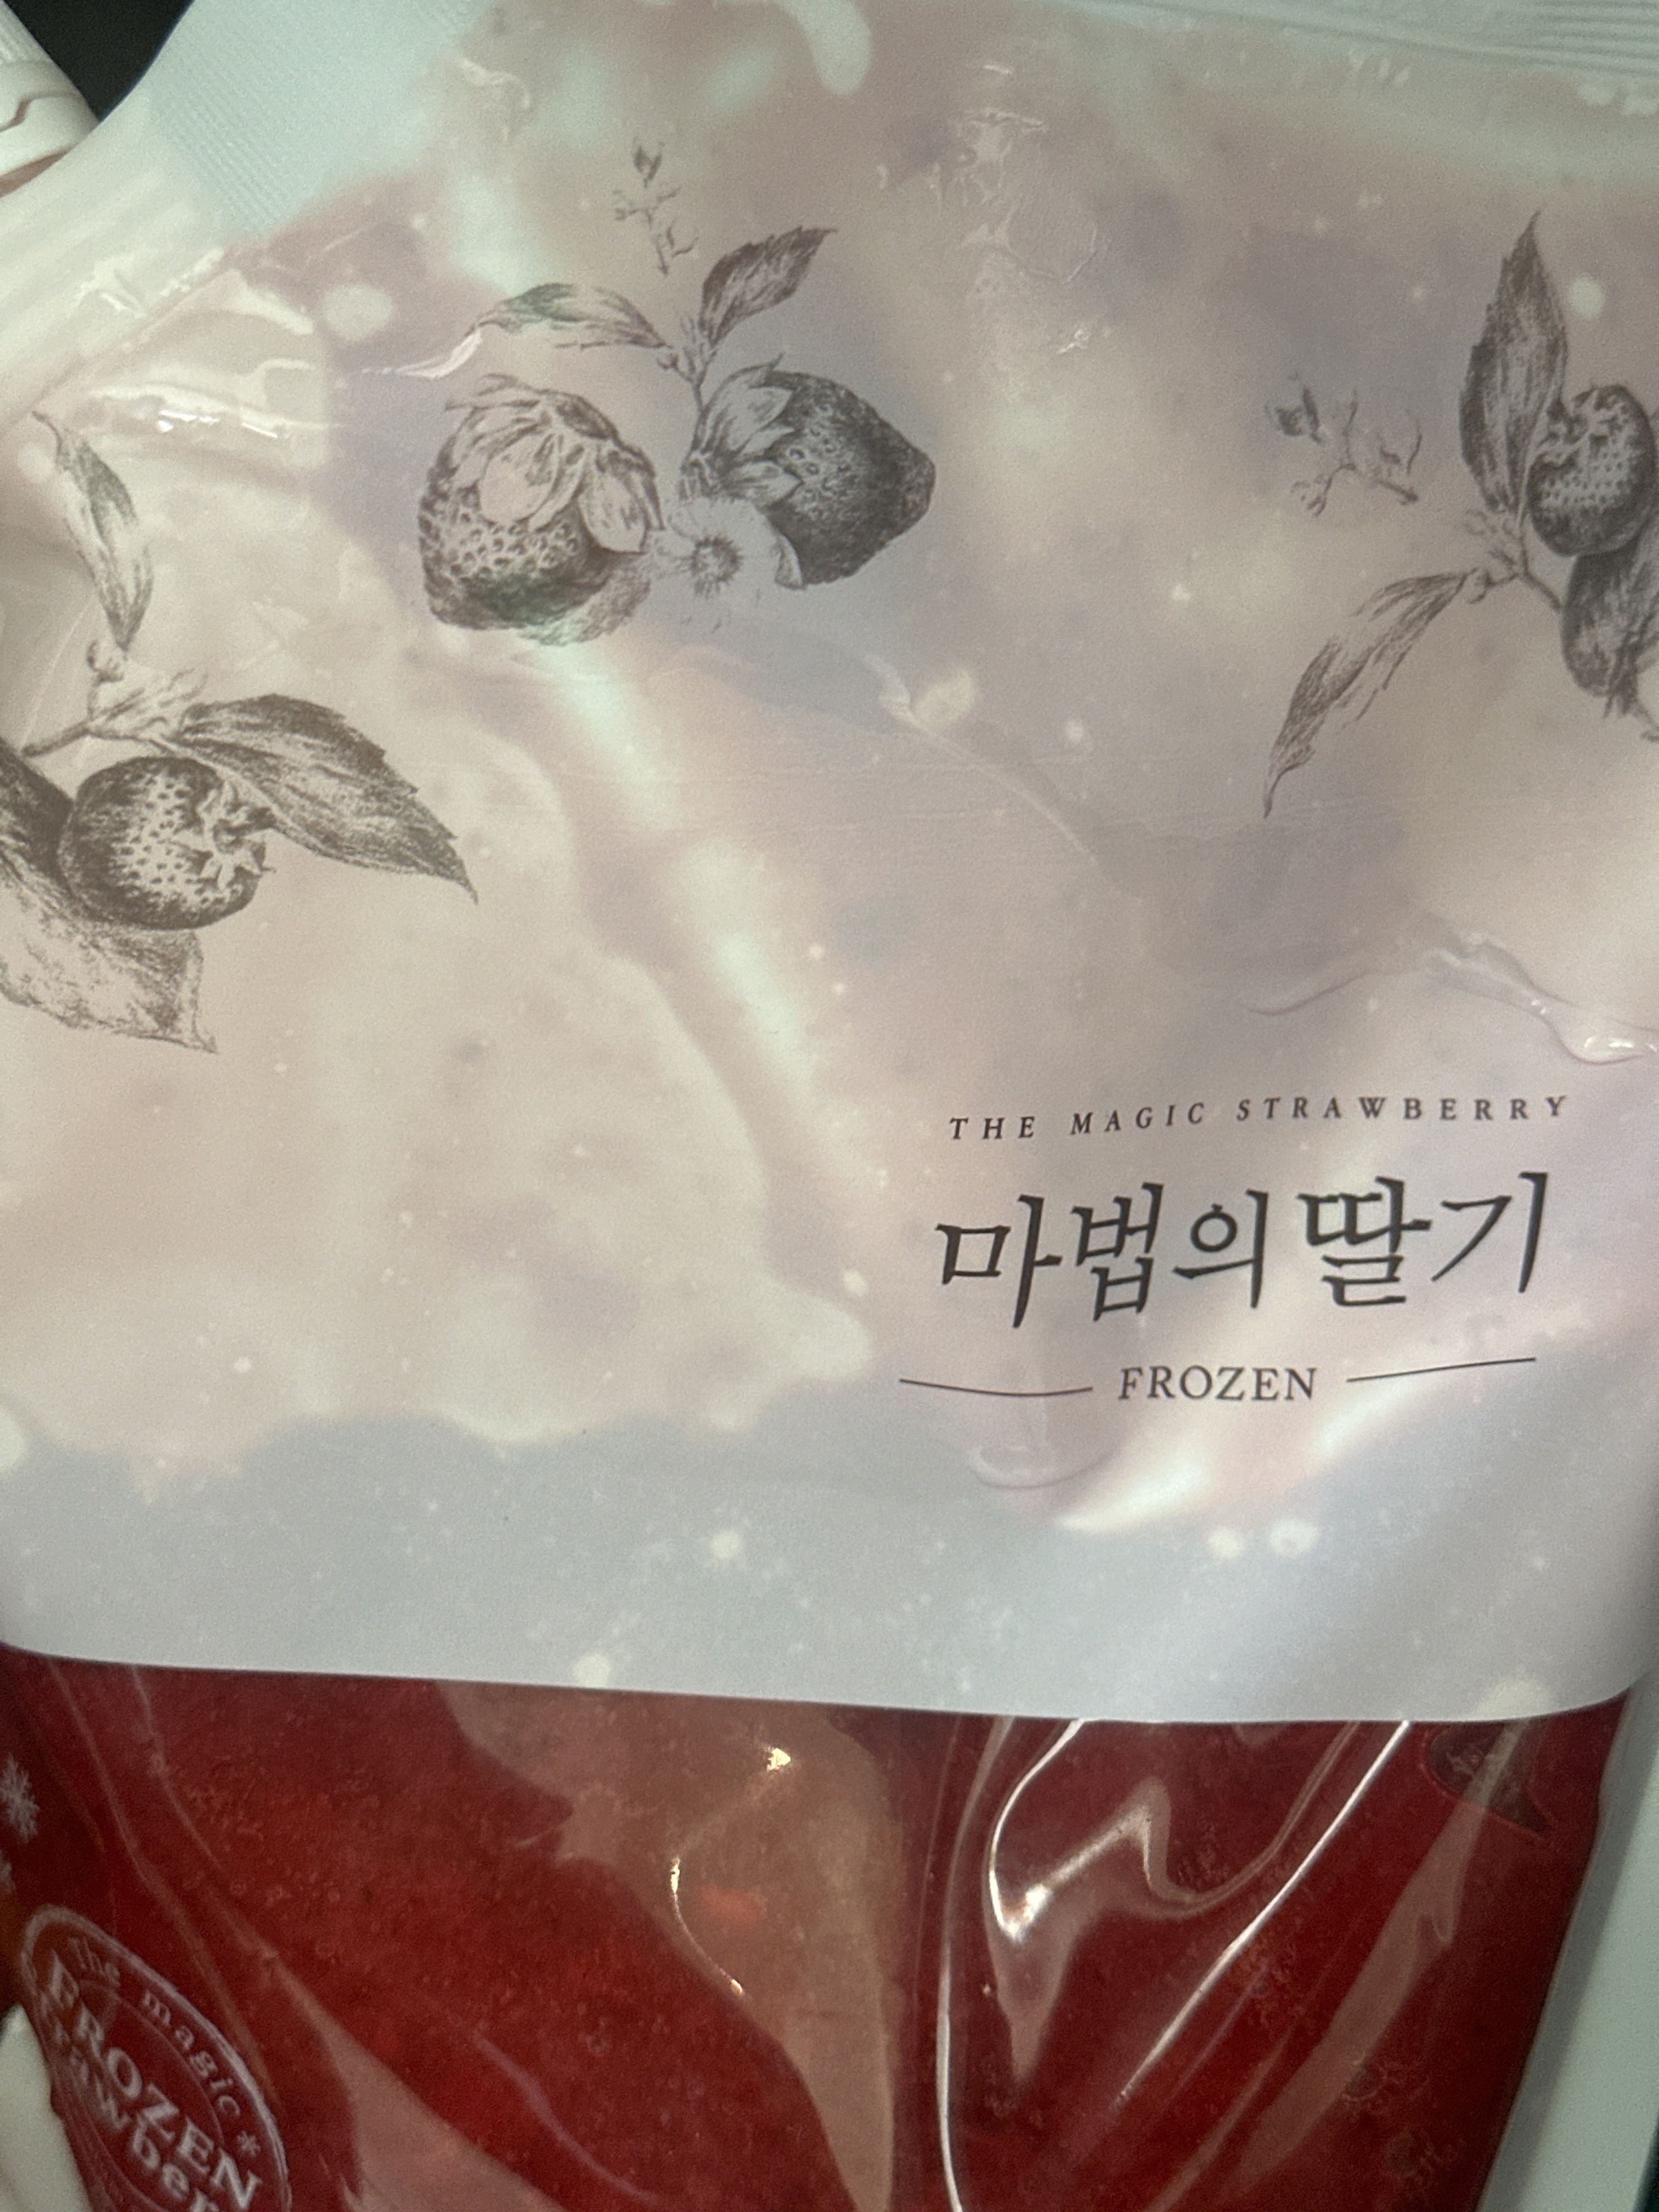 THE MAGIC STRAWBERRY
마법의 딸기
FROZEN
The magic
FROZEN